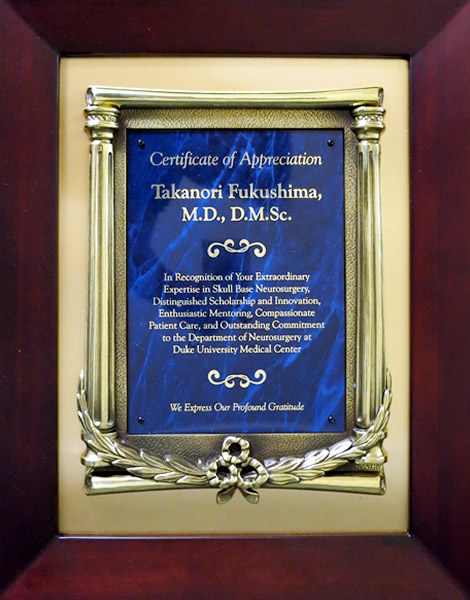 Certificate of Appreciation
Takanori Fukushima,
M.D., D.M.Sc.
In Recognition of Your Extraordinary
Expertise in Skull Base Neurosurgery,
Distinguished Scholarship and Innovation,
Enthusiastic Mentoring, Compassionate
Patient Care, and Outstanding Commitment
to the Department of Neurosurgery at
Duke University Medical Center
We Express Our Profound Gratitude